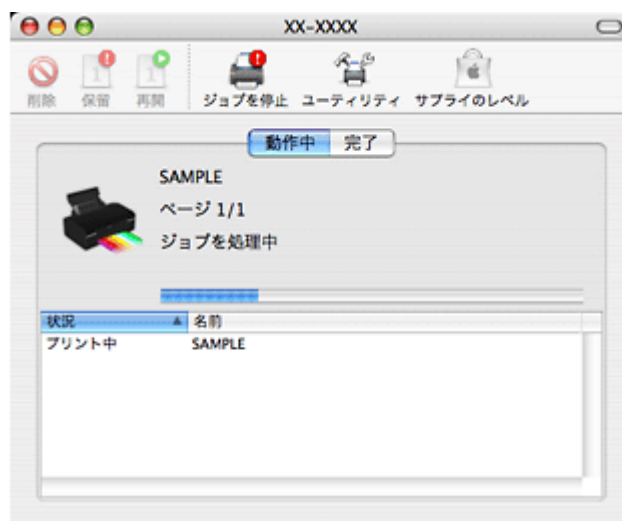 XX-XXXX
削除 保留 再開 ジョブを停止 ユーティリティ サプライのレベル
動作中 完了
SAMPLE
ページ 1/1
ジョブを処理中
状況 名前
プリント中 SAMPLE